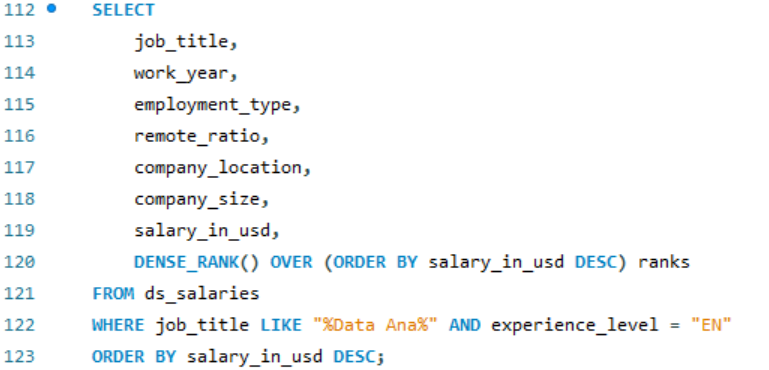 112 SELECT
113 job_title,
114 work_year,
115 employment_type,
116 remote_ratio,
117 company_location,
118 company_size,
119 salary_in_usd,
120 DENSE_RANK() OVER (ORDER BY salary_in_usd DESC) ranks
121 FROM ds_salaries
122 WHERE job_title LIKE "%Data Ana%" AND experience_level = "EN"
123 ORDER BY salary_in_usd DESC;